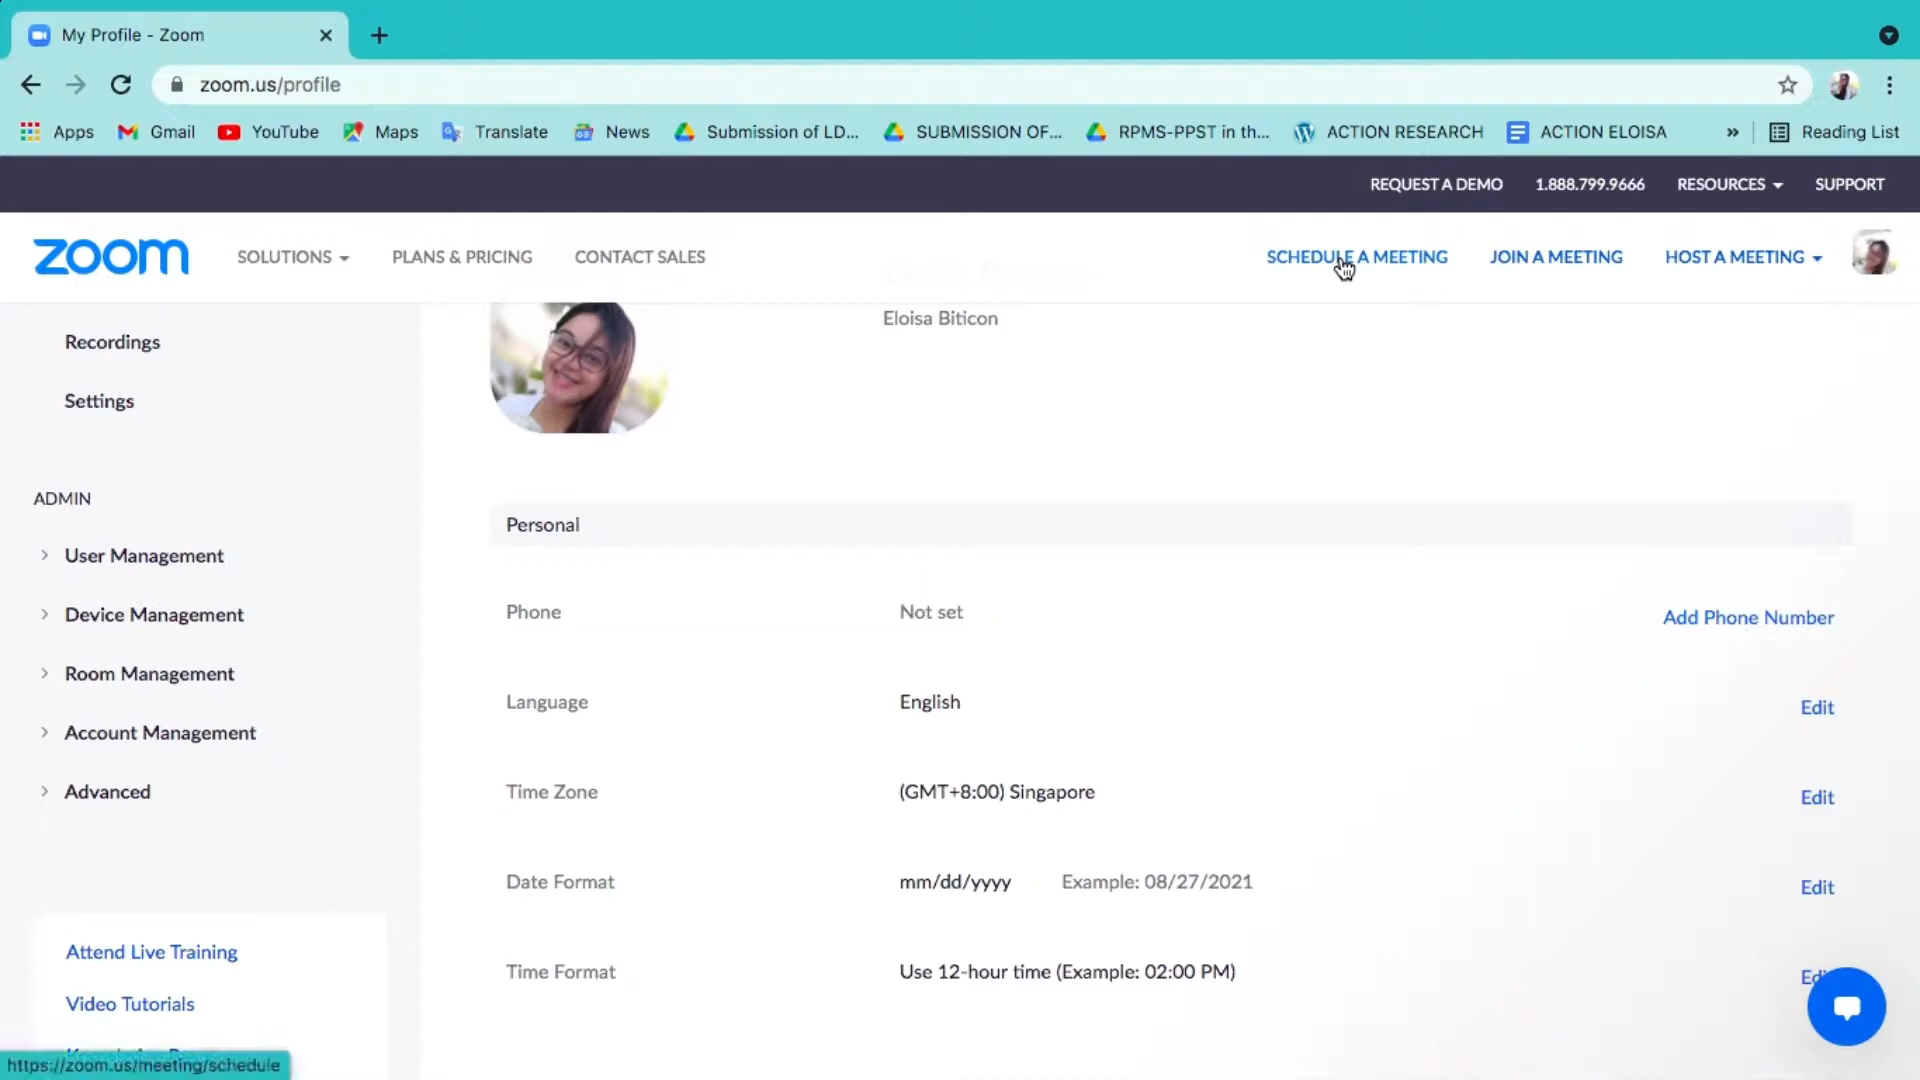 My Profile - Zoom
zoom.us/profile
Apps
Gmail
YouTube
Maps
Translate
News
Submission of LD...
SUBMISSION OF...
RPMS-PPST in th...
ACTION RESEARCH
ACTION ELOISA
»
Reading List
REQUEST A DEMO
1.888.799.9666
RESOURCES
SUPPORT
zoom
SOLUTIONS
PLANS & PRICING
CONTACT SALES
SCHEDULE A MEETING
JOIN A MEETING
HOST A MEETING
Recordings
Settings
ADMIN
User Management
Device Management
Room Management
Account Management
Advanced
Attend Live Training
Video Tutorials
Eloisa Biticon
Personal
Phone
Not set
Add Phone Number
Language
English
Edit
Time Zone
(GMT+8:00) Singapore
Edit
Date Format
mm/dd/yyyy
Example: 08/27/2021
Edit
Time Format
Use 12-hour time (Example: 02:00 PM)
https://zoom.us/meeting/schedule